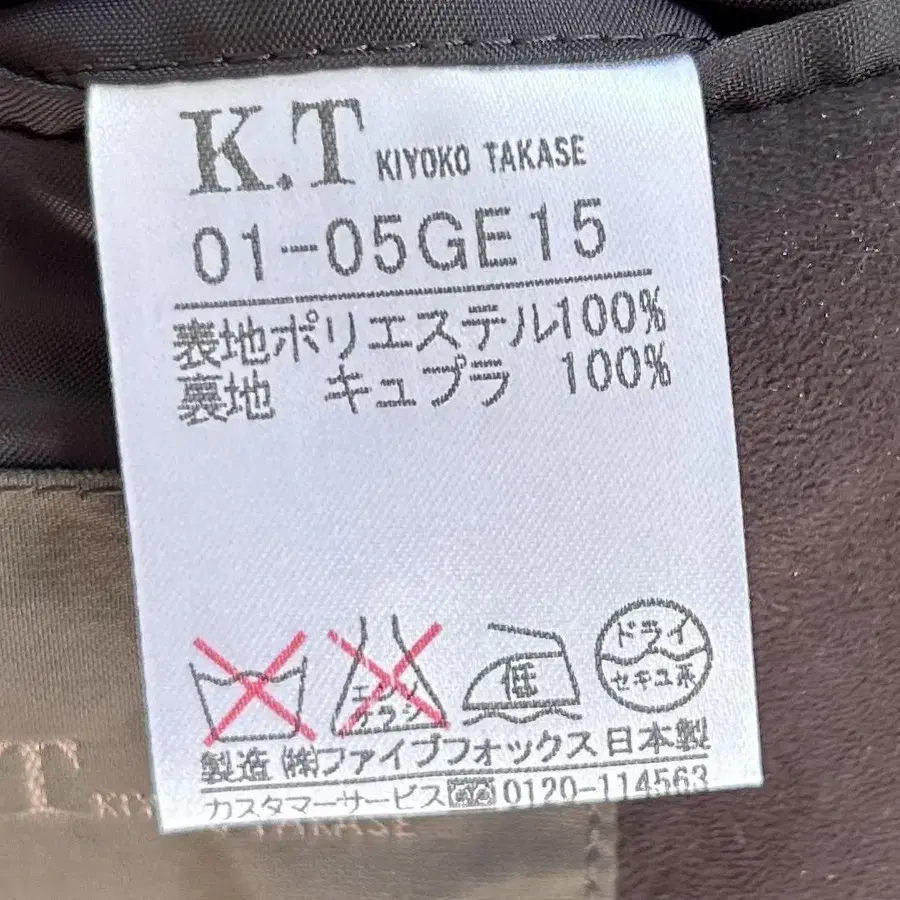 K.T KIYOKO TAKASE
01-05GE15
表地ポリエステル100%
裏地 キュプラ 100%
エンソ
サラシ
低
ドライ
セキユ系
製造㈱ファイブフォックス日本製
カスタマーサービス 0120-114563
T KIY
TAKASE